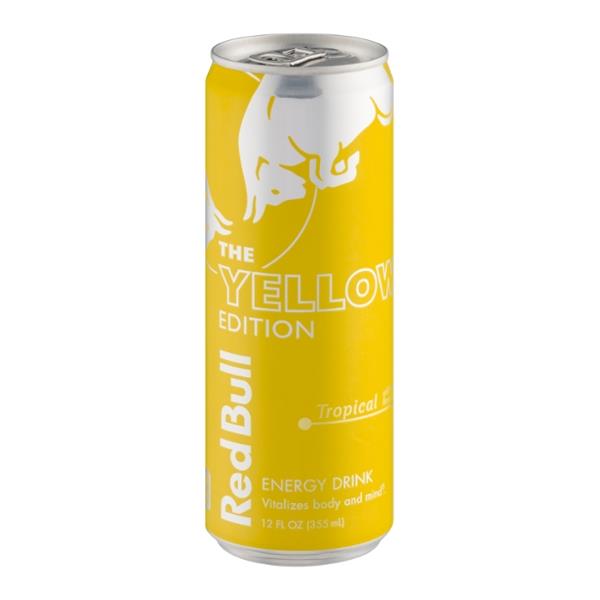 THE
YELLOW
EDITION
Red Bull
Tropical
ENERGY DRINK
Vitalizes body and mind®.
12 FL OZ (355 mL)